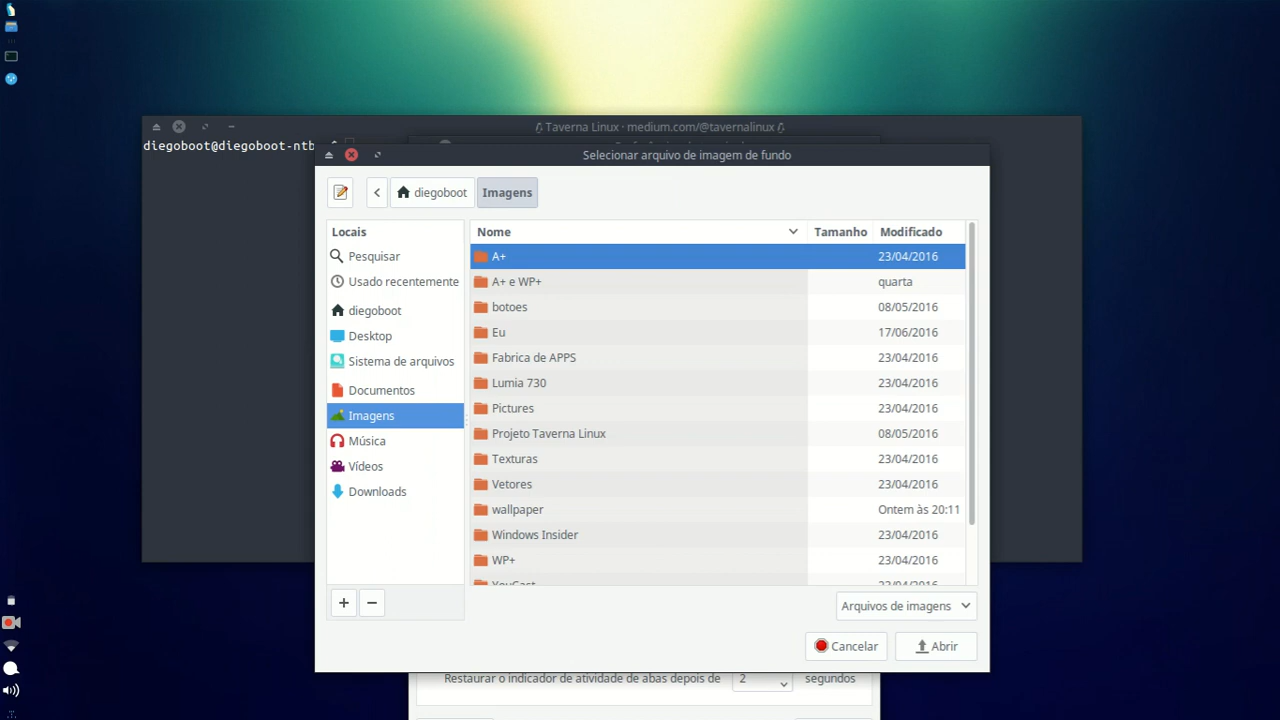 Taverna Linux · medium.com/@tavernalinux
diegoboot@diegoboot-ntb
Selecionar arquivo de imagem de fundo
diegoboot
Imagens
Locais
Pesquisar
Usado recentemente
diegoboot
Desktop
Sistema de arquivos
Documentos
Imagens
Música
Vídeos
Downloads
Nome Tamanho Modificado
A+ 23/04/2016
A+ e WP+ quarta
botoes 08/05/2016
Eu 17/06/2016
Fabrica de APPS 23/04/2016
Lumia 730 23/04/2016
Pictures 23/04/2016
Projeto Taverna Linux 08/05/2016
Texturas 23/04/2016
Vetores 23/04/2016
wallpaper Ontem às 20:11
Windows Insider 23/04/2016
WP+ 23/04/2016
YouCast 23/04/2016
Arquivos de imagens
Cancelar Abrir
Restaurar o indicador de atividade de abas depois de 2 segundos